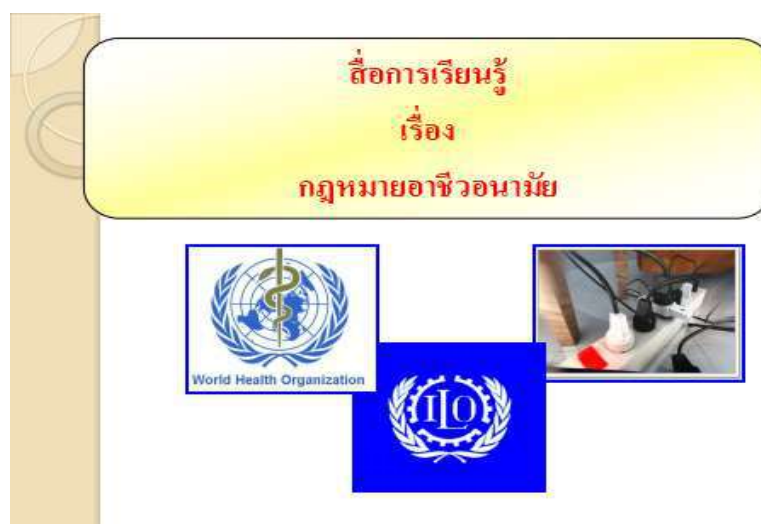 สื่อการเรียนรู้
เรื่อง
กฎหมายอาชีวอนามัย
World Health Organization
ILO